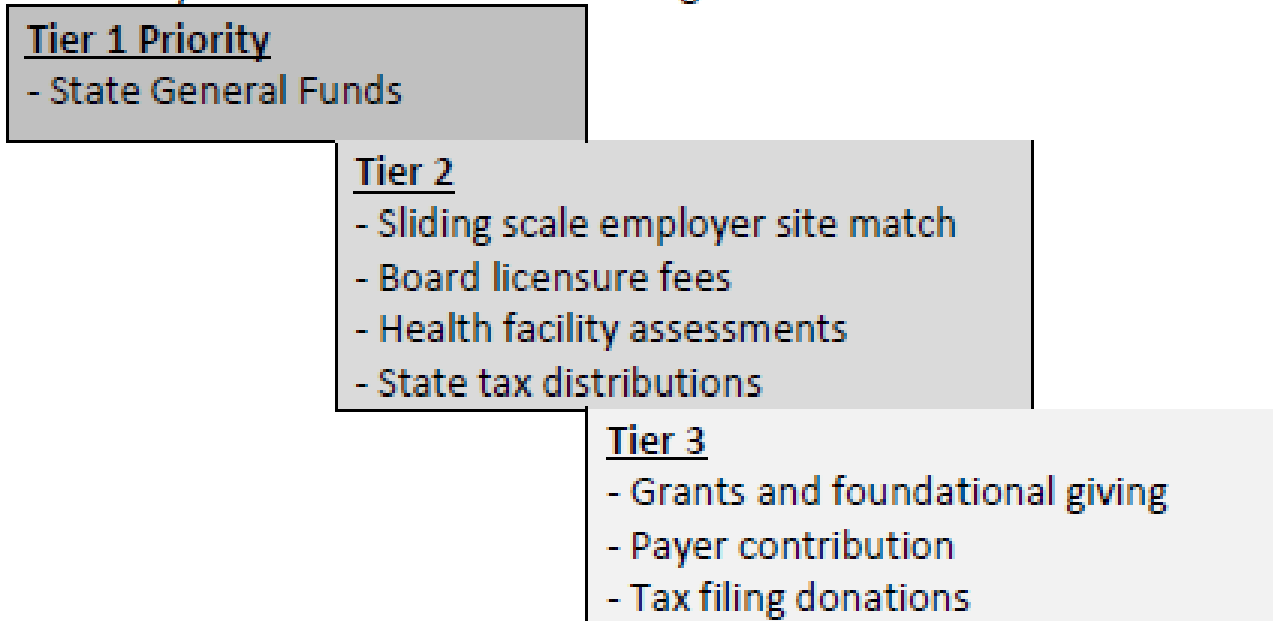 Tier 1 Priority
- State General Funds
Tier 2
- Sliding scale employer site match
- Board licensure fees
- Health facility assessments
- State tax distributions
Tier 3
- Grants and foundational giving
- Payer contribution
- Tax filing donations